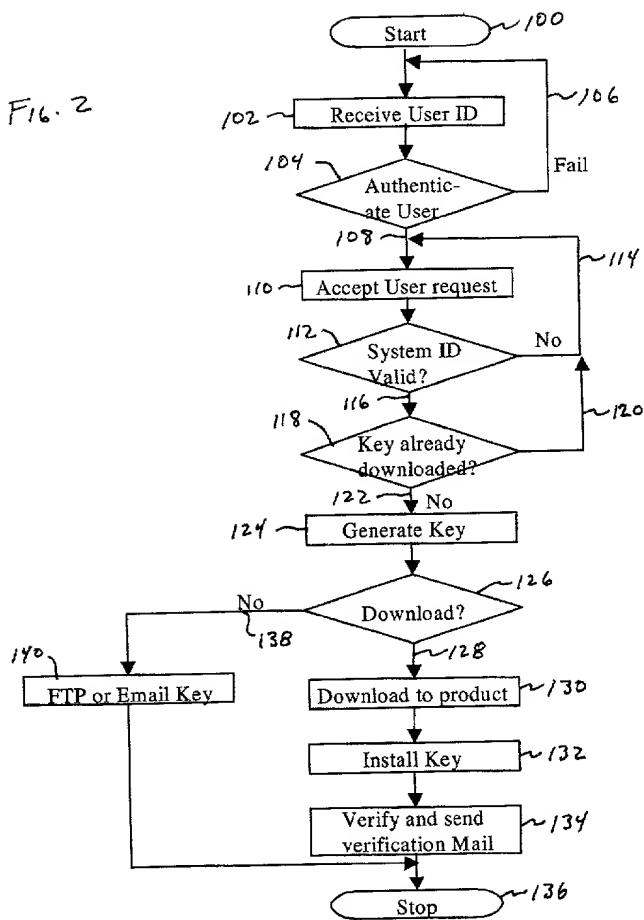 Start
100
FIG. 2
106
102
Receive User ID
104
Fail
Authentic-
ate User
108
114
110
Accept User request
112
No
System ID
Valid?
116
118
120
Key already
downloaded?
122
No
124
Generate Key
126
No
Download?
138
128
140
FTP or Email Key
Download to product
130
Install Key
132
Verify and send
verification Mail
134
Stop
136